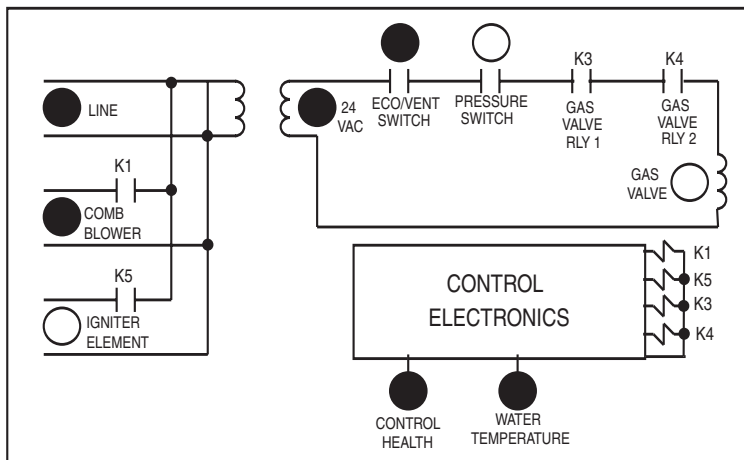 LINE
24
VAC
ECO/VENT
SWITCH
PRESSURE
SWITCH
K3
GAS
VALVE
RLY 1
K4
GAS
VALVE
RLY 2
GAS
VALVE
K1
COMB
BLOWER
K5
IGNITER
ELEMENT
CONTROL
ELECTRONICS
K1
K5
K3
K4
CONTROL
HEALTH
WATER
TEMPERATURE